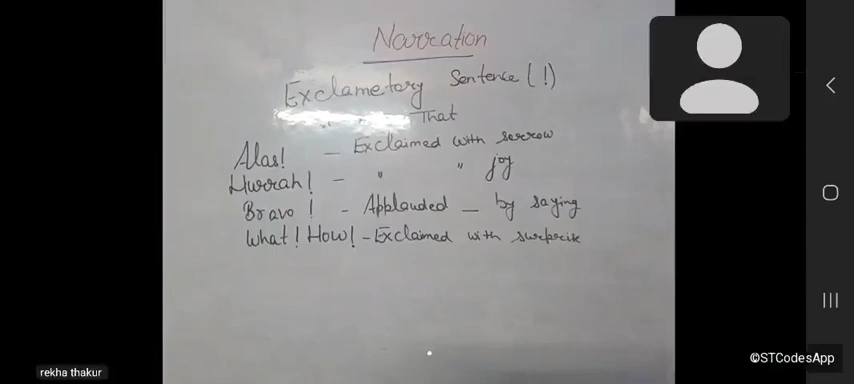 Narration
Exclametory Sentence (!)
" " That
Alas! - Exclaimed with serrow
Hurrah! - " " joy
Bravo! - Applauded - by saying
What! How! - Exclaimed with surprise
rekha thakur
©STCodesApp